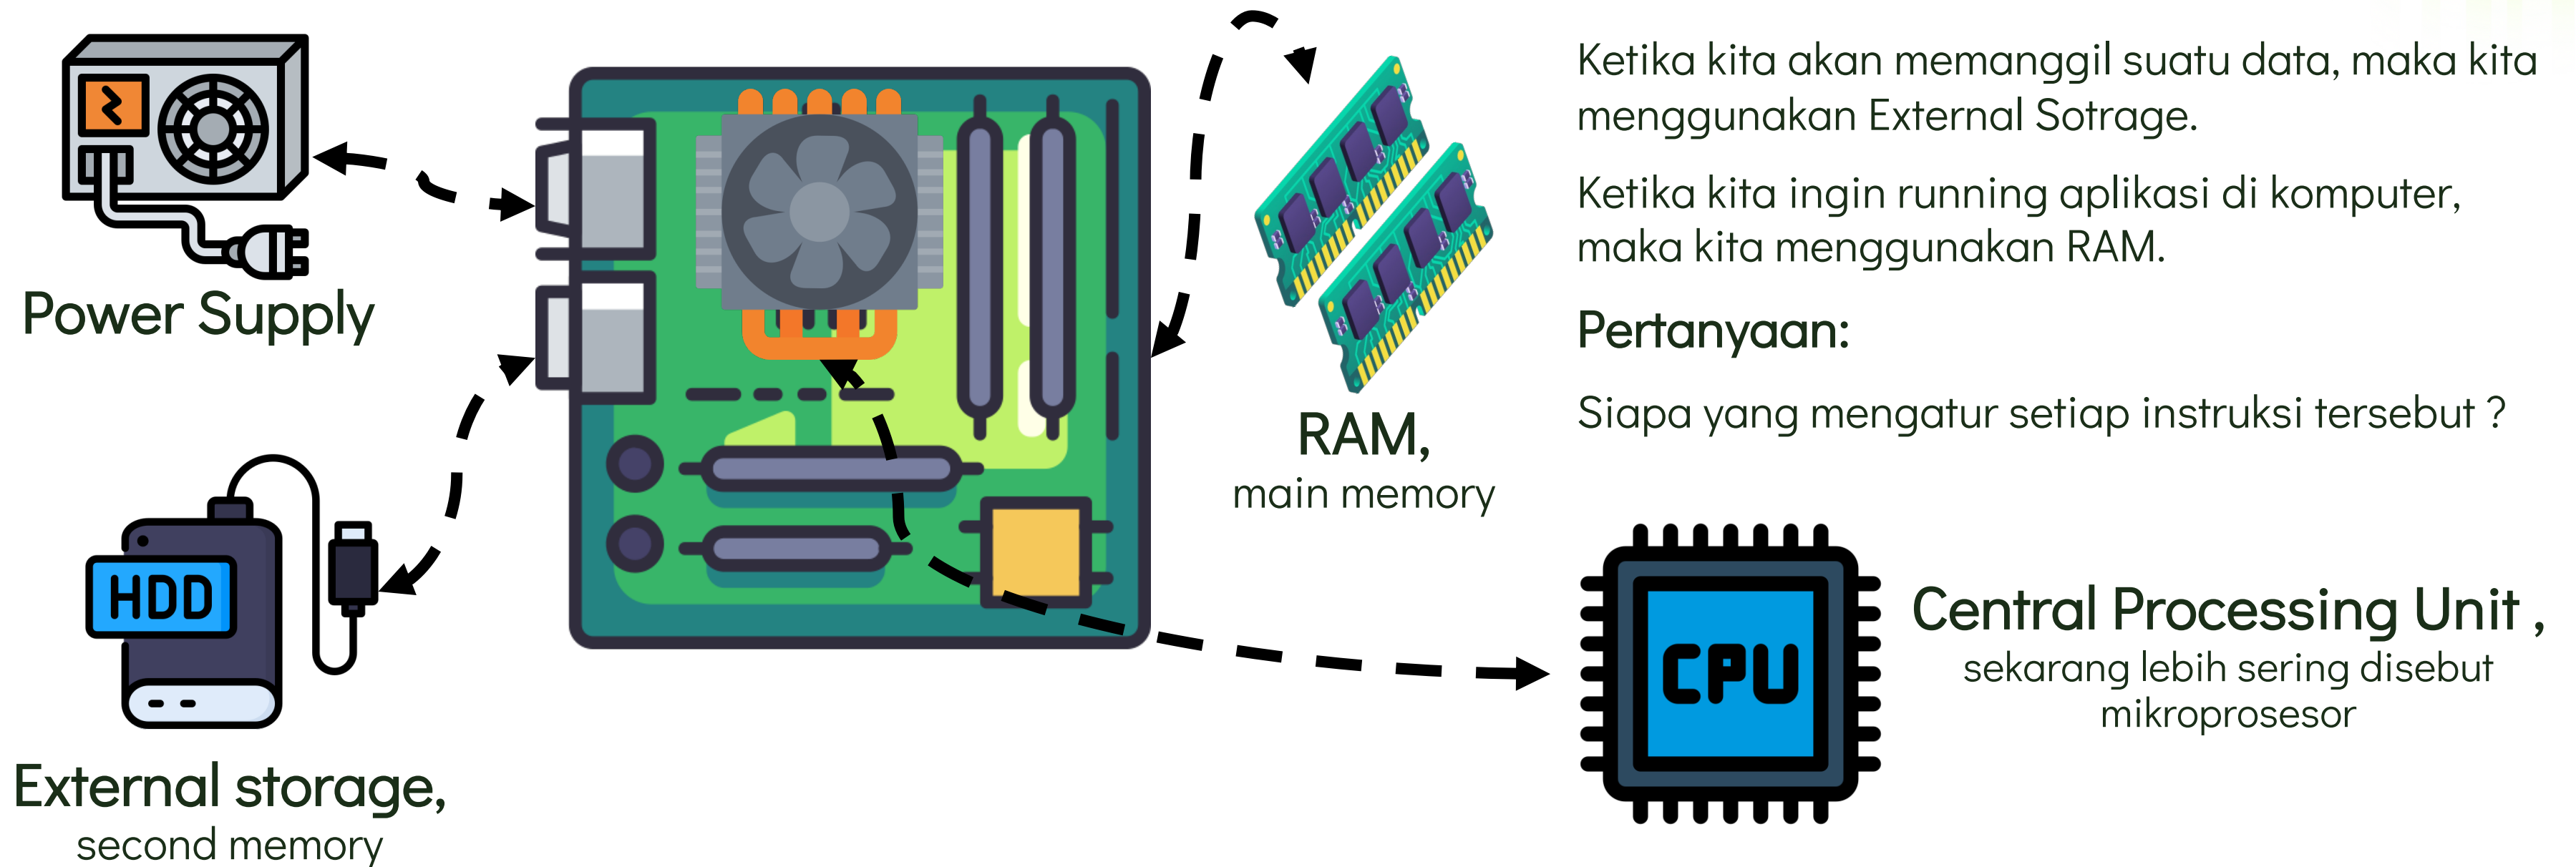 Power Supply
HDD
External storage,
second memory
RAM,
main memory
Ketika kita akan memanggil suatu data, maka kita
menggunakan External Sotrage.
Ketika kita ingin running aplikasi di komputer,
maka kita menggunakan RAM.
Pertanyaan:
Siapa yang mengatur setiap instruksi tersebut ?
CPU
Central Processing Unit ,
sekarang lebih sering disebut
mikroprosesor